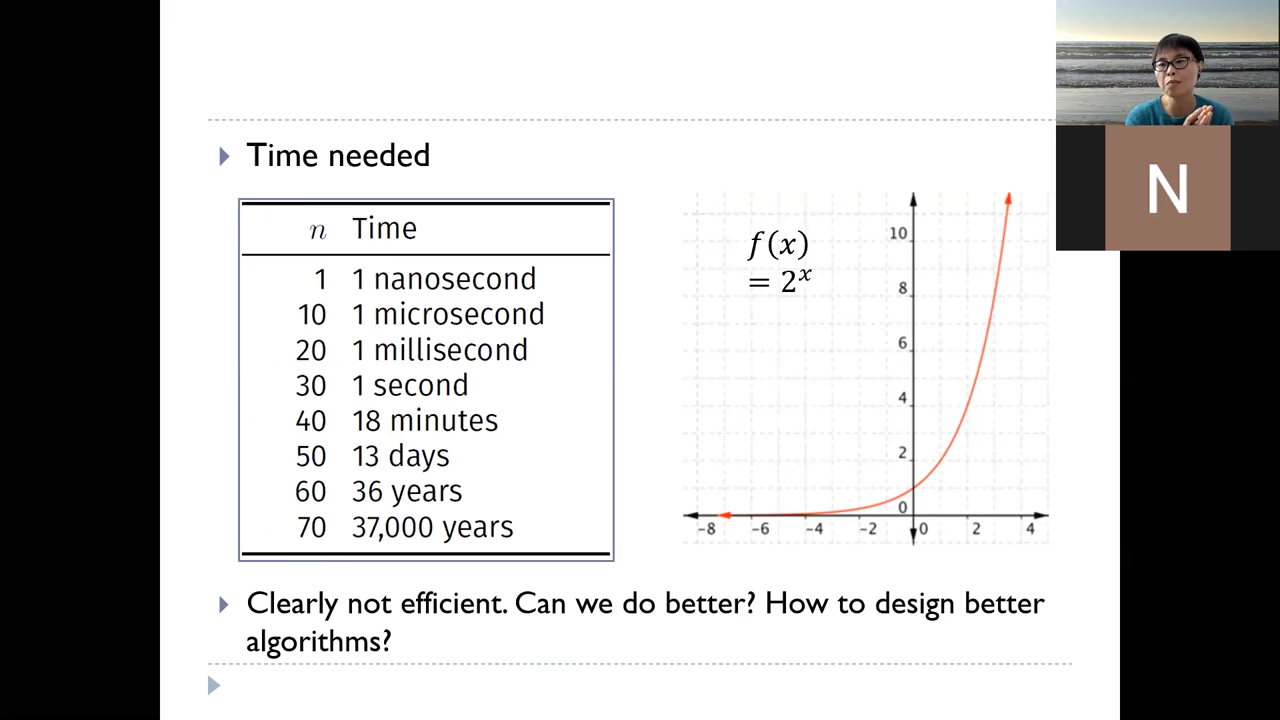 Time needed
n Time
1 1 nanosecond
10 1 microsecond
20 1 millisecond
30 1 second
40 18 minutes
50 13 days
60 36 years
70 37,000 years
f(x)
= 2ˣ
10
8
6
4
2
0
-8 -6 -4 -2 0 2 4
Clearly not efficient. Can we do better? How to design better
algorithms?
N